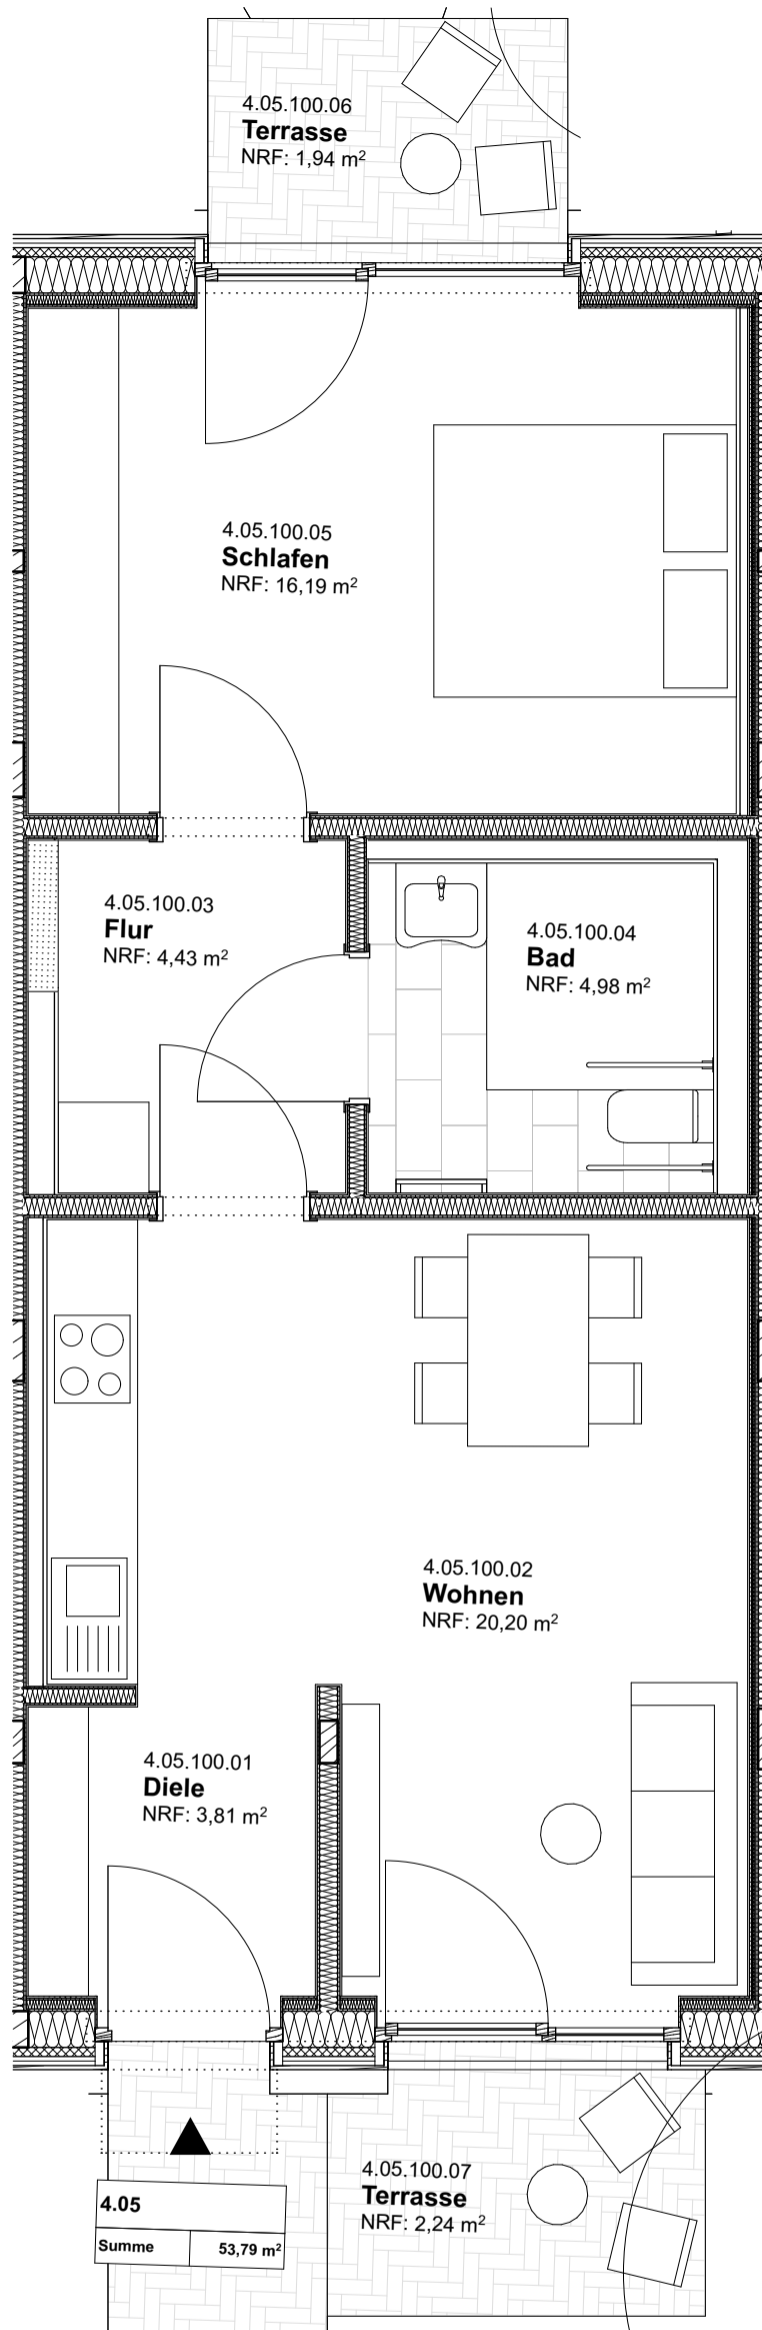 4.05.100.06
Terrasse
NRF: 1,94 m²
4.05.100.05
Schlafen
NRF: 16,19 m²
4.05.100.03
Flur
NRF: 4,43 m²
4.05.100.04
Bad
NRF: 4,98 m²
4.05.100.02
Wohnen
NRF: 20,20 m²
4.05.100.01
Diele
NRF: 3,81 m²
4.05.100.07
Terrasse
NRF: 2,24 m²
4.05
Summe 53,79 m²